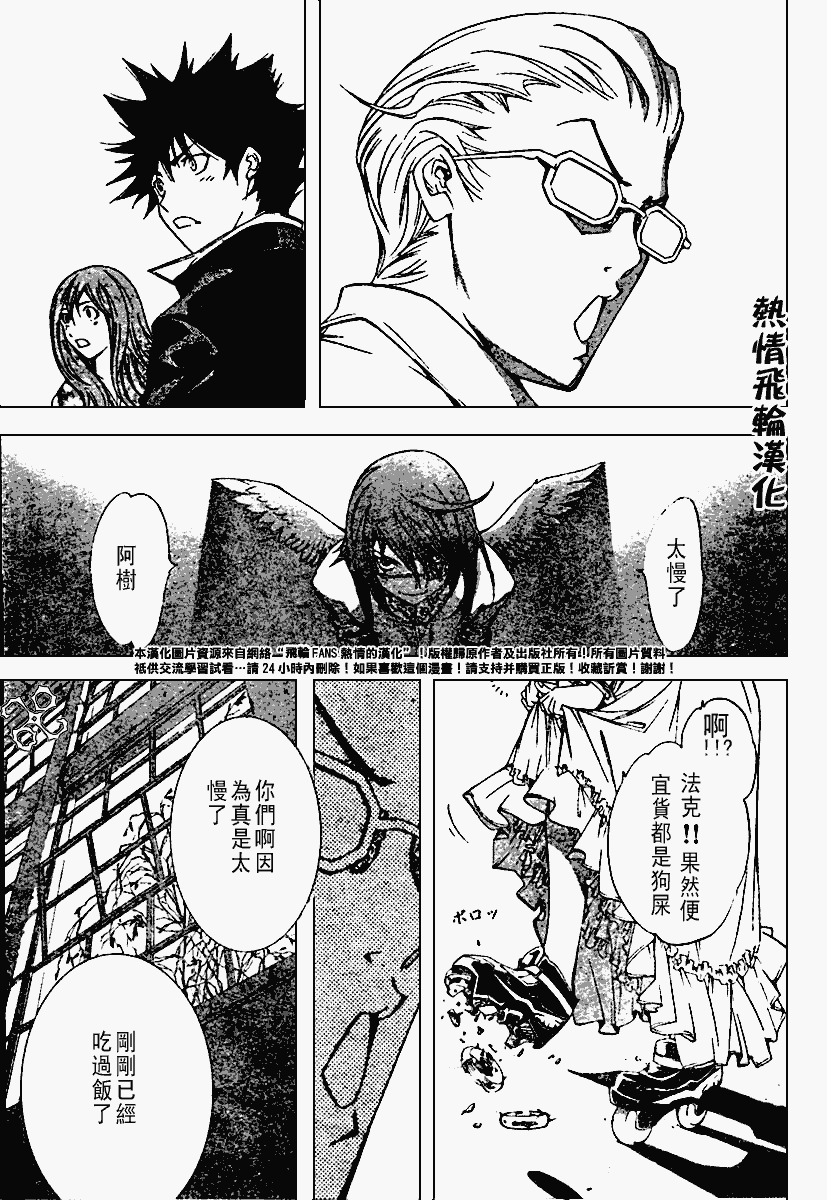 熱情飛輪漢化
太慢了
阿樹
本漢化圖片資源來自網絡“飛輪FANS熱情的漢化”！版權歸原作者及出版社所有！所有圖片資料
祗供交流學習試看…請24小時內刪除！如果喜歡這個漫畫！請支持并購買正版！收藏訢賞！謝謝！
啊
!!?
法克!!果然便
宜貨都是狗屎
ボロッ
你們啊因
為真是太
慢了
剛剛已經
吃過飯了